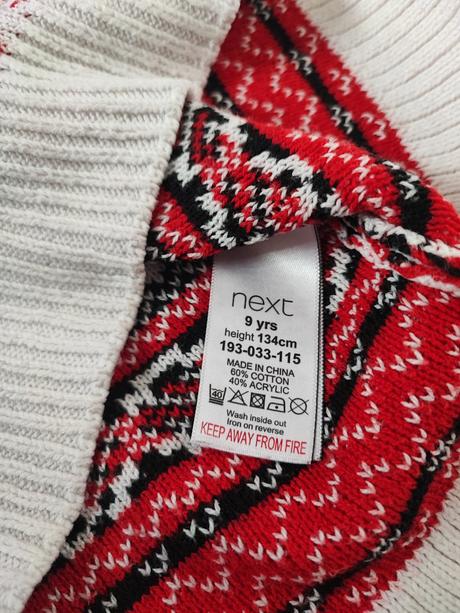 next
9 yrs
height 134cm
193-033-115
MADE IN CHINA
60% COTTON
40% ACRYLIC
40
Wash inside out
Iron on reverse
KEEP AWAY FROM FIRE